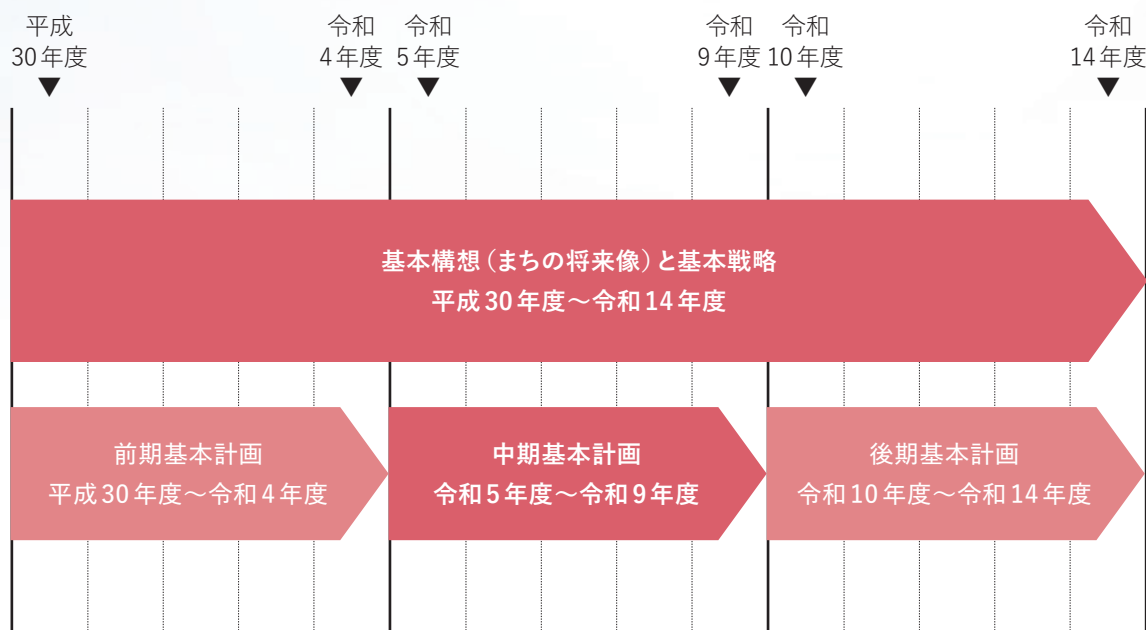 平成
30年度
令和
4年度
令和
5年度
令和
9年度
令和
10年度
令和
14年度
基本構想（まちの将来像）と基本戦略
平成30年度～令和14年度
前期基本計画
平成30年度～令和4年度
中期基本計画
令和5年度～令和9年度
後期基本計画
令和10年度～令和14年度